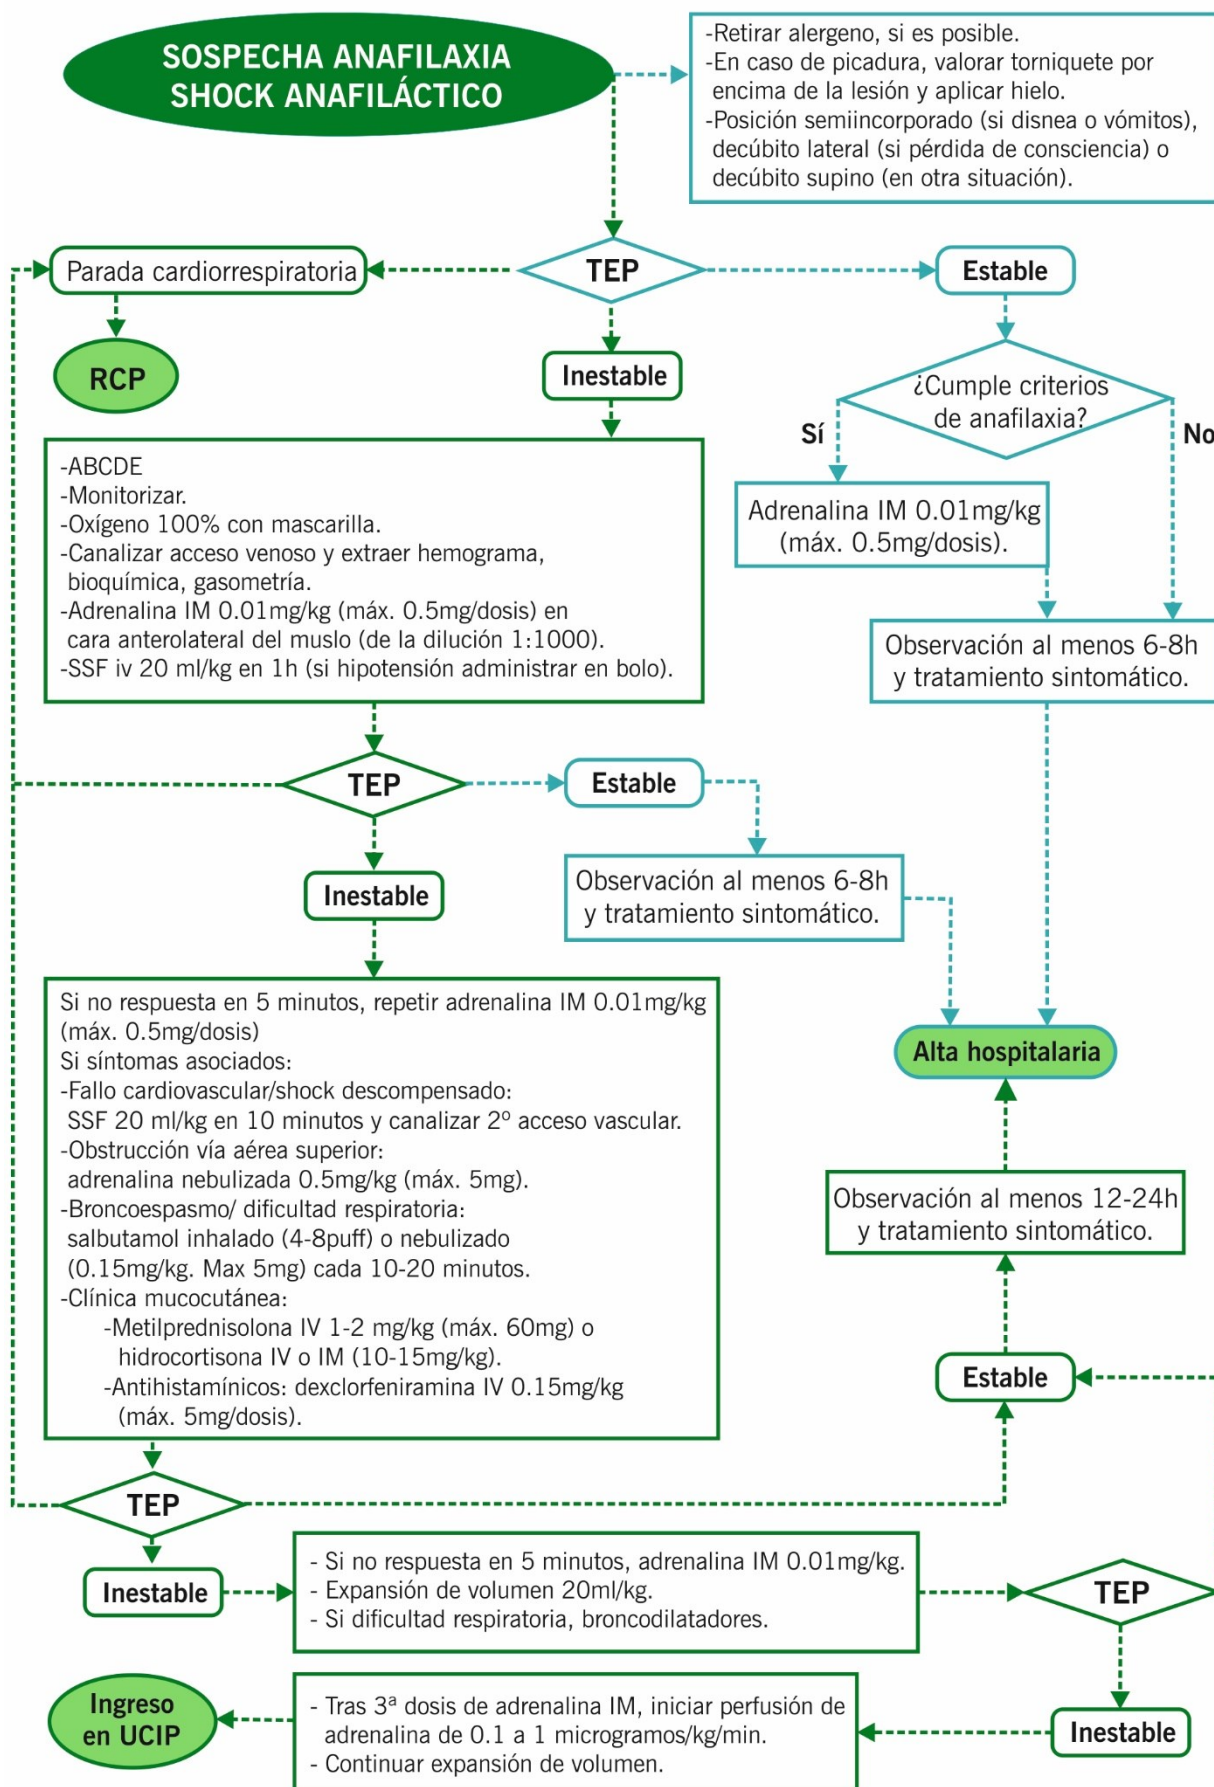 SOSPECHA ANAFILAXIA
SHOCK ANAFILÁCTICO
-Retirar alergeno, si es posible.
-En caso de picadura, valorar torniquete por
encima de la lesión y aplicar hielo.
-Posición semiincorporado (si disnea o vómitos),
decúbito lateral (si pérdida de consciencia) o
decúbito supino (en otra situación).
Parada cardiorrespiratoria
TEP
Estable
RCP
Inestable
¿Cumple criterios
de anafilaxia?
Sí
No
-ABCDE
-Monitorizar.
-Oxígeno 100% con mascarilla.
-Canalizar acceso venoso y extraer hemograma,
bioquímica, gasometría.
-Adrenalina IM 0.01mg/kg (máx. 0.5mg/dosis) en
cara anterolateral del muslo (de la dilución 1:1000).
-SSF iv 20 ml/kg en 1h (si hipotensión administrar en bolo).
Adrenalina IM 0.01mg/kg
(máx. 0.5mg/dosis).
Observación al menos 6-8h
y tratamiento sintomático.
TEP
Estable
Inestable
Observación al menos 6-8h
y tratamiento sintomático.
Si no respuesta en 5 minutos, repetir adrenalina IM 0.01mg/kg
(máx. 0.5mg/dosis)
Si síntomas asociados:
-Fallo cardiovascular/shock descompensado:
SSF 20 ml/kg en 10 minutos y canalizar 2º acceso vascular.
-Obstrucción vía aérea superior:
adrenalina nebulizada 0.5mg/kg (máx. 5mg).
-Broncoespasmo/ dificultad respiratoria:
salbutamol inhalado (4-8puff) o nebulizado
(0.15mg/kg. Max 5mg) cada 10-20 minutos.
-Clínica mucocutánea:
-Metilprednisolona IV 1-2 mg/kg (máx. 60mg) o
hidrocortisona IV o IM (10-15mg/kg).
-Antihistamínicos: dexclorfeniramina IV 0.15mg/kg
(máx. 5mg/dosis).
Alta hospitalaria
Observación al menos 12-24h
y tratamiento sintomático.
Estable
TEP
Inestable
- Si no respuesta en 5 minutos, adrenalina IM 0.01mg/kg.
- Expansión de volumen 20ml/kg.
- Si dificultad respiratoria, broncodilatadores.
TEP
Inestable
- Tras 3ª dosis de adrenalina IM, iniciar perfusión de
adrenalina de 0.1 a 1 microgramos/kg/min.
- Continuar expansión de volumen.
Ingreso
en UCIP